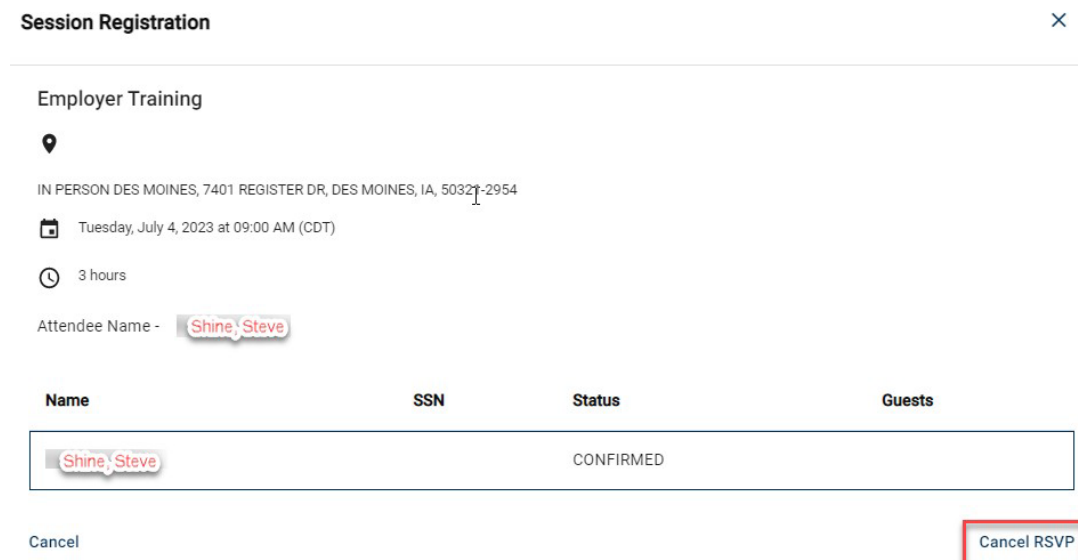 Session Registration
Employer Training
IN PERSON DES MOINES, 7401 REGISTER DR, DES MOINES, IA,
Tuesday, July 4, 2023 at 09:00 AM (CDT)
3 hours
Attendee Name - Shine, Steve
Name SSN Status Guests
Shine, Steve CONFIRMED
Cancel Cancel RSVP